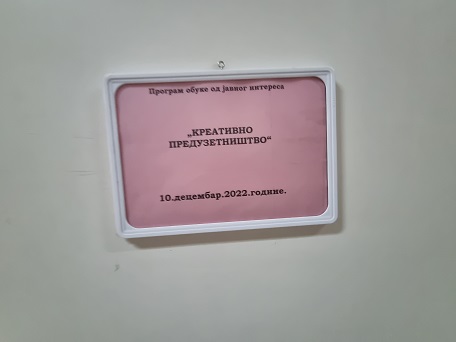 Програм обуке од јавног интереса
„КРЕАТИВНО
ПРЕДУЗЕТНИШТВО“
10.децембар.2022.године.